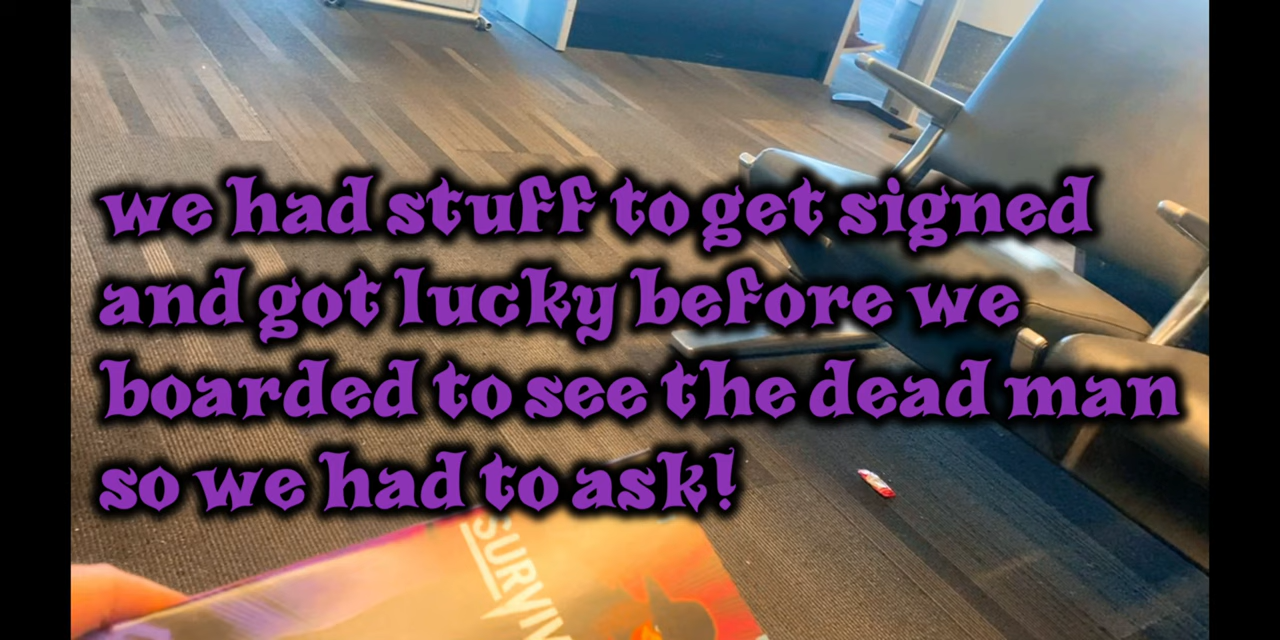 we had stuff to get signed
and got lucky before we
boarded to see the dead man
so we had to ask!
SURVIV